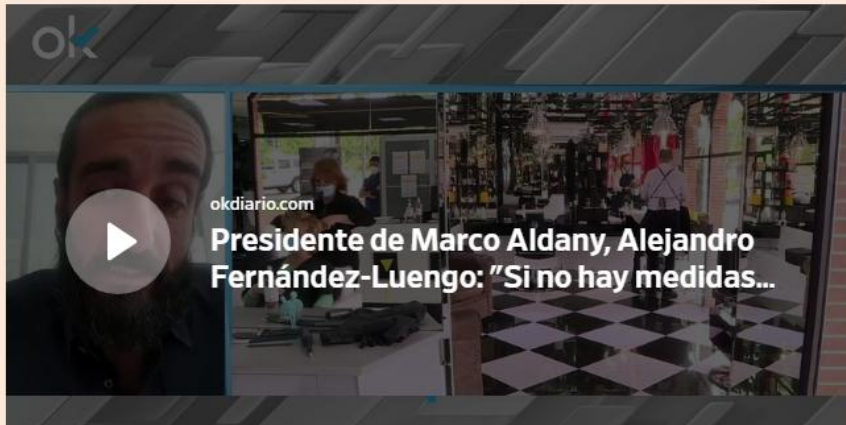 ok
okdiario.com
Presidente de Marco Aldany, Alejandro
Fernández-Luengo: "Si no hay medidas...